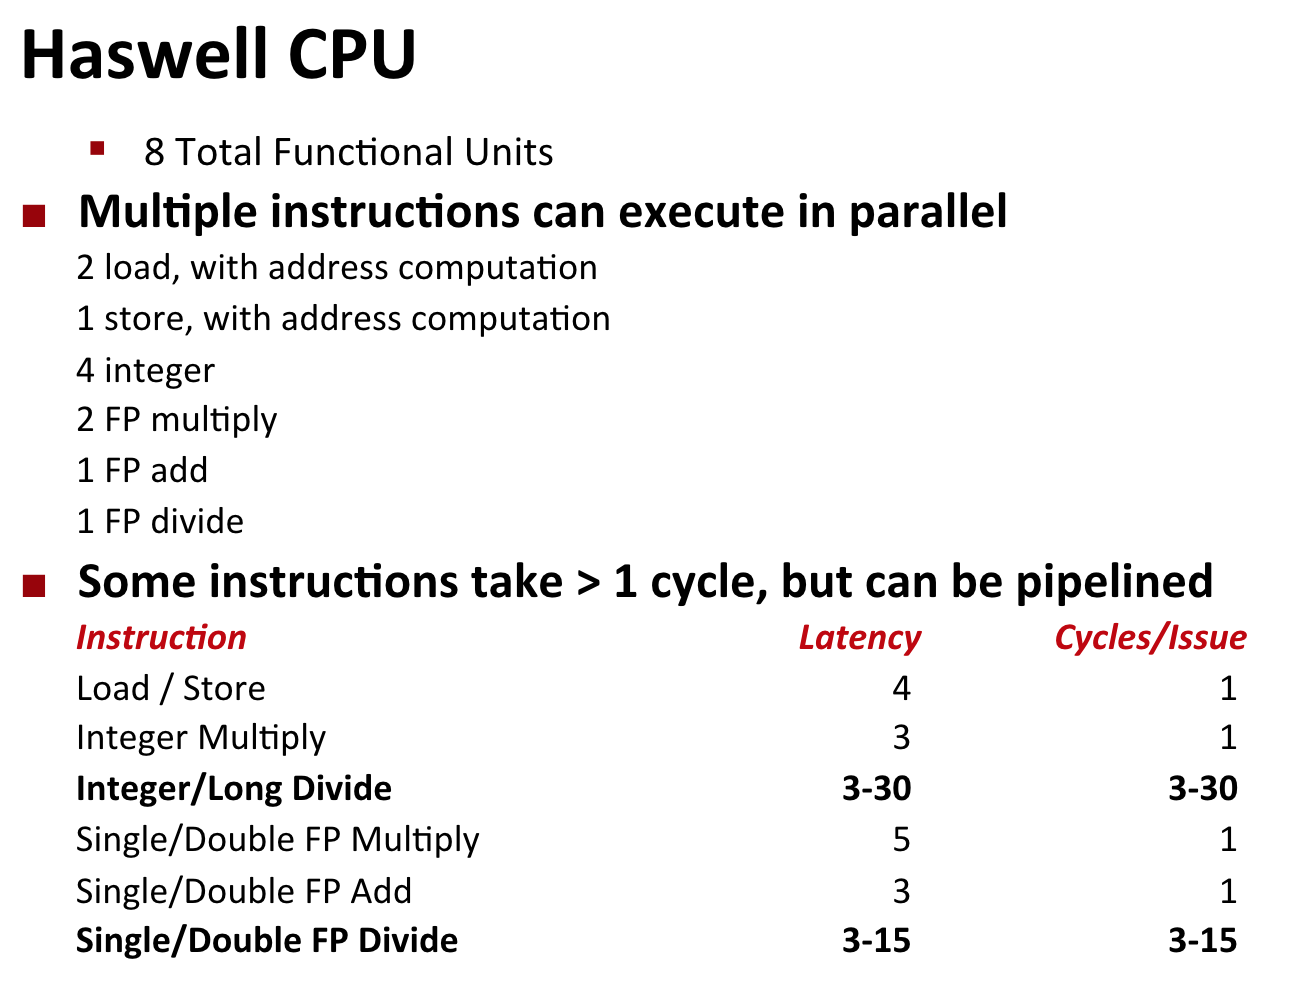 Haswell CPU
8 Total Functional Units
Multiple instructions can execute in parallel
2 load, with address computation
1 store, with address computation
4 integer
2 FP multiply
1 FP add
1 FP divide
Some instructions take > 1 cycle, but can be pipelined
Instruction Latency Cycles/Issue
Load / Store 4 1
Integer Multiply 3 1
Integer/Long Divide 3-30 3-30
Single/Double FP Multiply 5 1
Single/Double FP Add 3 1
Single/Double FP Divide 3-15 3-15